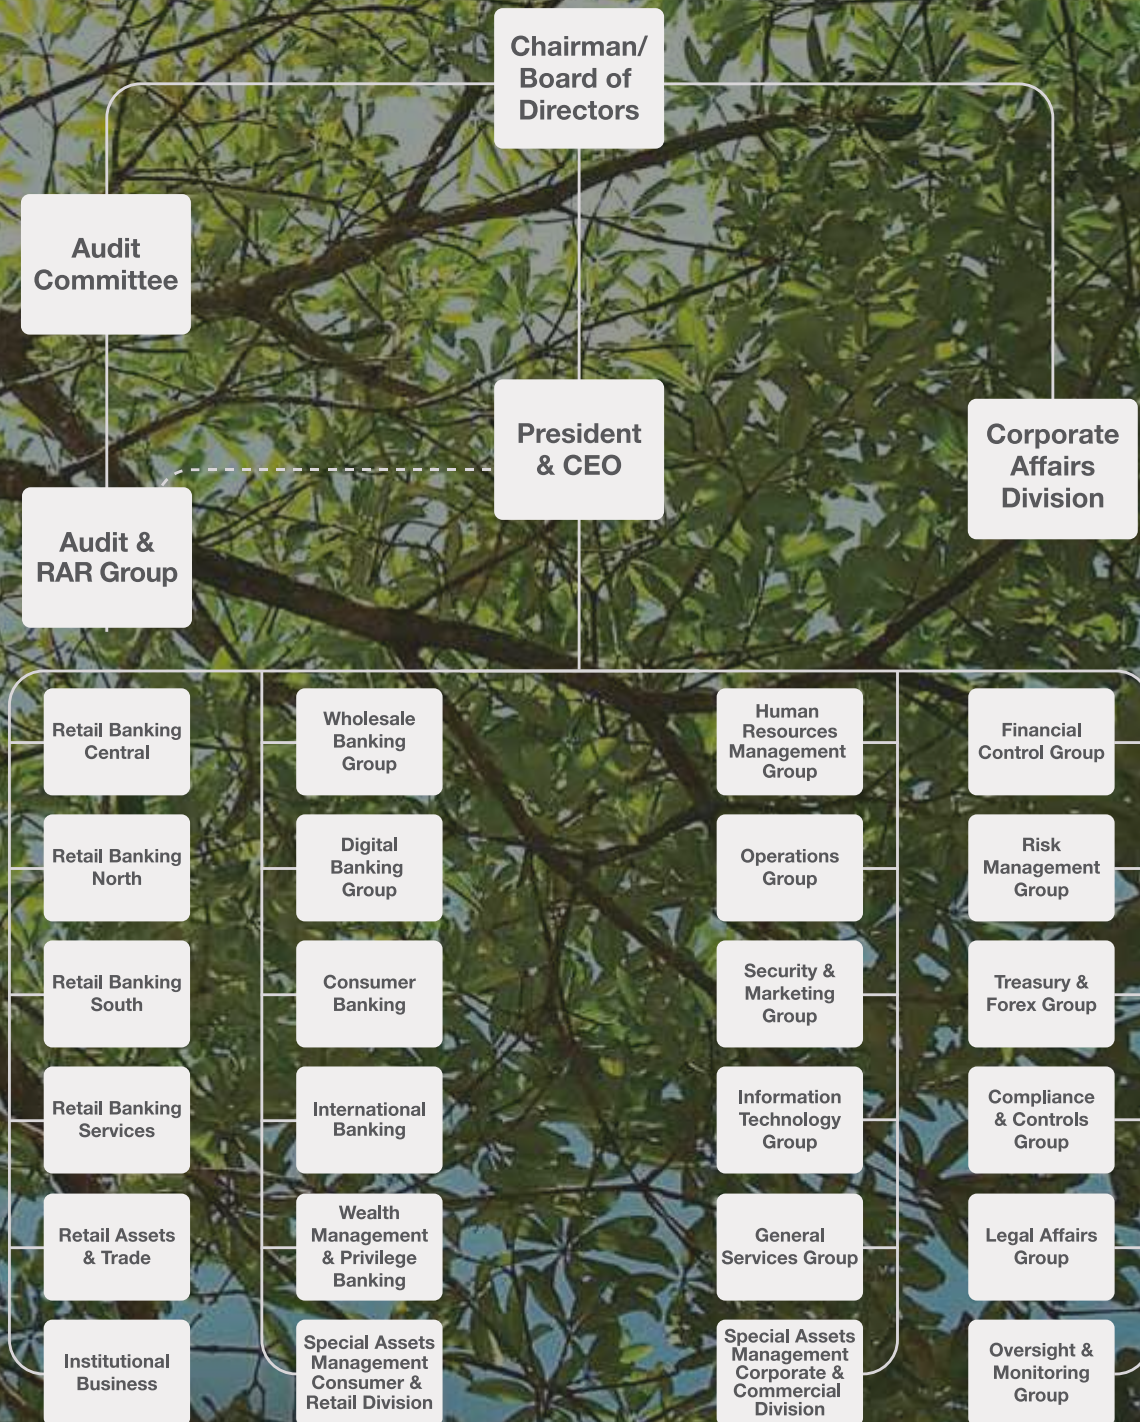 Chairman/
Board of
Directors
Audit
Committee
President
& CEO
Corporate
Affairs
Division
Audit &
RAR Group
Retail Banking
Central
Wholesale
Banking
Group
Human
Resources
Management
Group
Financial
Control Group
Retail Banking
North
Digital
Banking
Group
Operations
Group
Risk
Management
Group
Retail Banking
South
Consumer
Banking
Security &
Marketing
Group
Treasury &
Forex Group
Retail Banking
Services
International
Banking
Information
Technology
Group
Compliance
& Controls
Group
Retail Assets
& Trade
Wealth
Management
& Privilege
Banking
General
Services Group
Legal Affairs
Group
Institutional
Business
Special Assets
Management
Consumer &
Retail Division
Special Assets
Management
Corporate &
Commercial
Division
Oversight &
Monitoring
Group